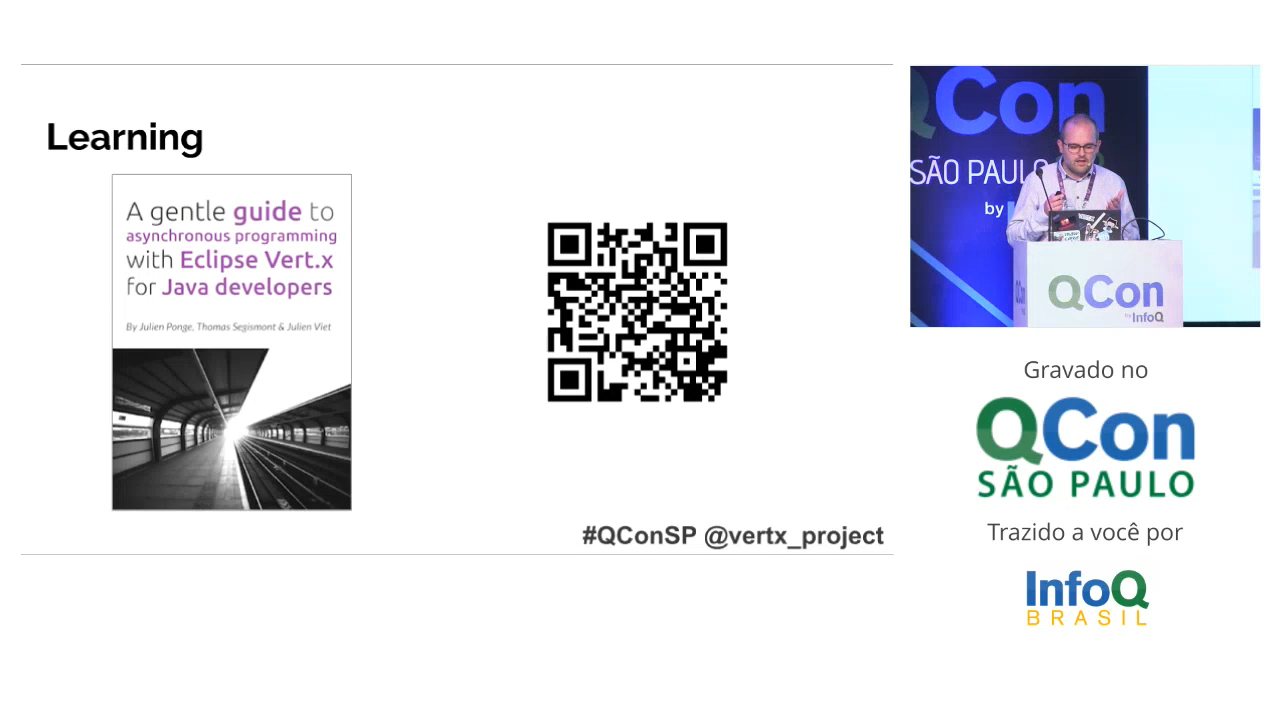 Learning
A gentle guide to
asynchronous programming
with Eclipse Vert.x
for Java developers
By Julien Ponge, Thomas Segismont & Julien Viet
#QConSP @vertx_project
QCon
SÃO PAULO
by
QCon
by InfoQ
Gravado no
QCon
SÃO PAULO
Trazido a você por
InfoQ
BRASIL